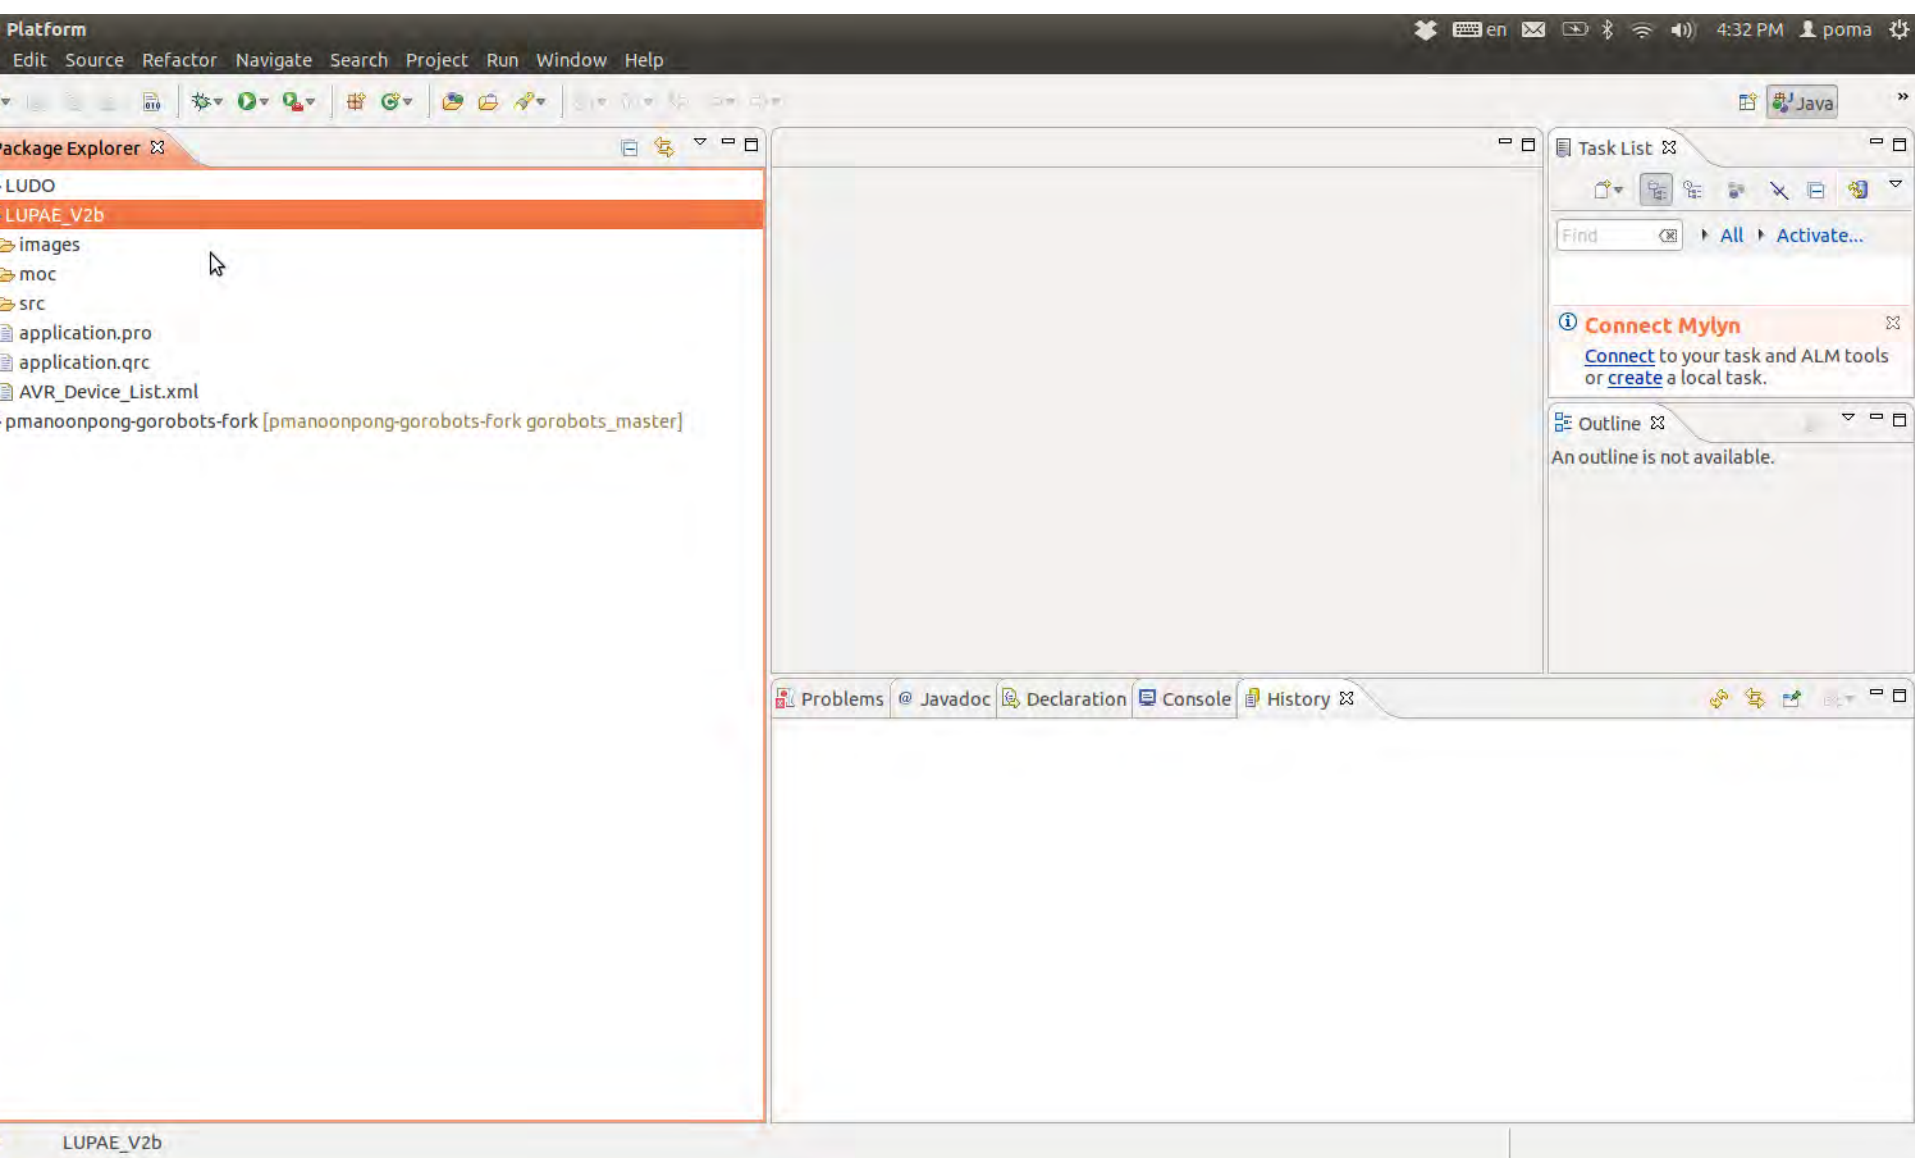 Platform en 4:32 PM poma
Edit Source Refactor Navigate Search Project Run Window Help
Java »
Package Explorer
Task List
LUDO
LUPAE_V2b
images
moc
src
application.pro
application.qrc
AVR_Device_List.xml
pmanoonpong-gorobots-fork [pmanoonpong-gorobots-fork gorobots_master]
Find All Activate...
Connect Mylyn
Connect to your task and ALM tools
or create a local task.
Outline
An outline is not available.
Problems @ Javadoc Declaration Console History
LUPAE_V2b